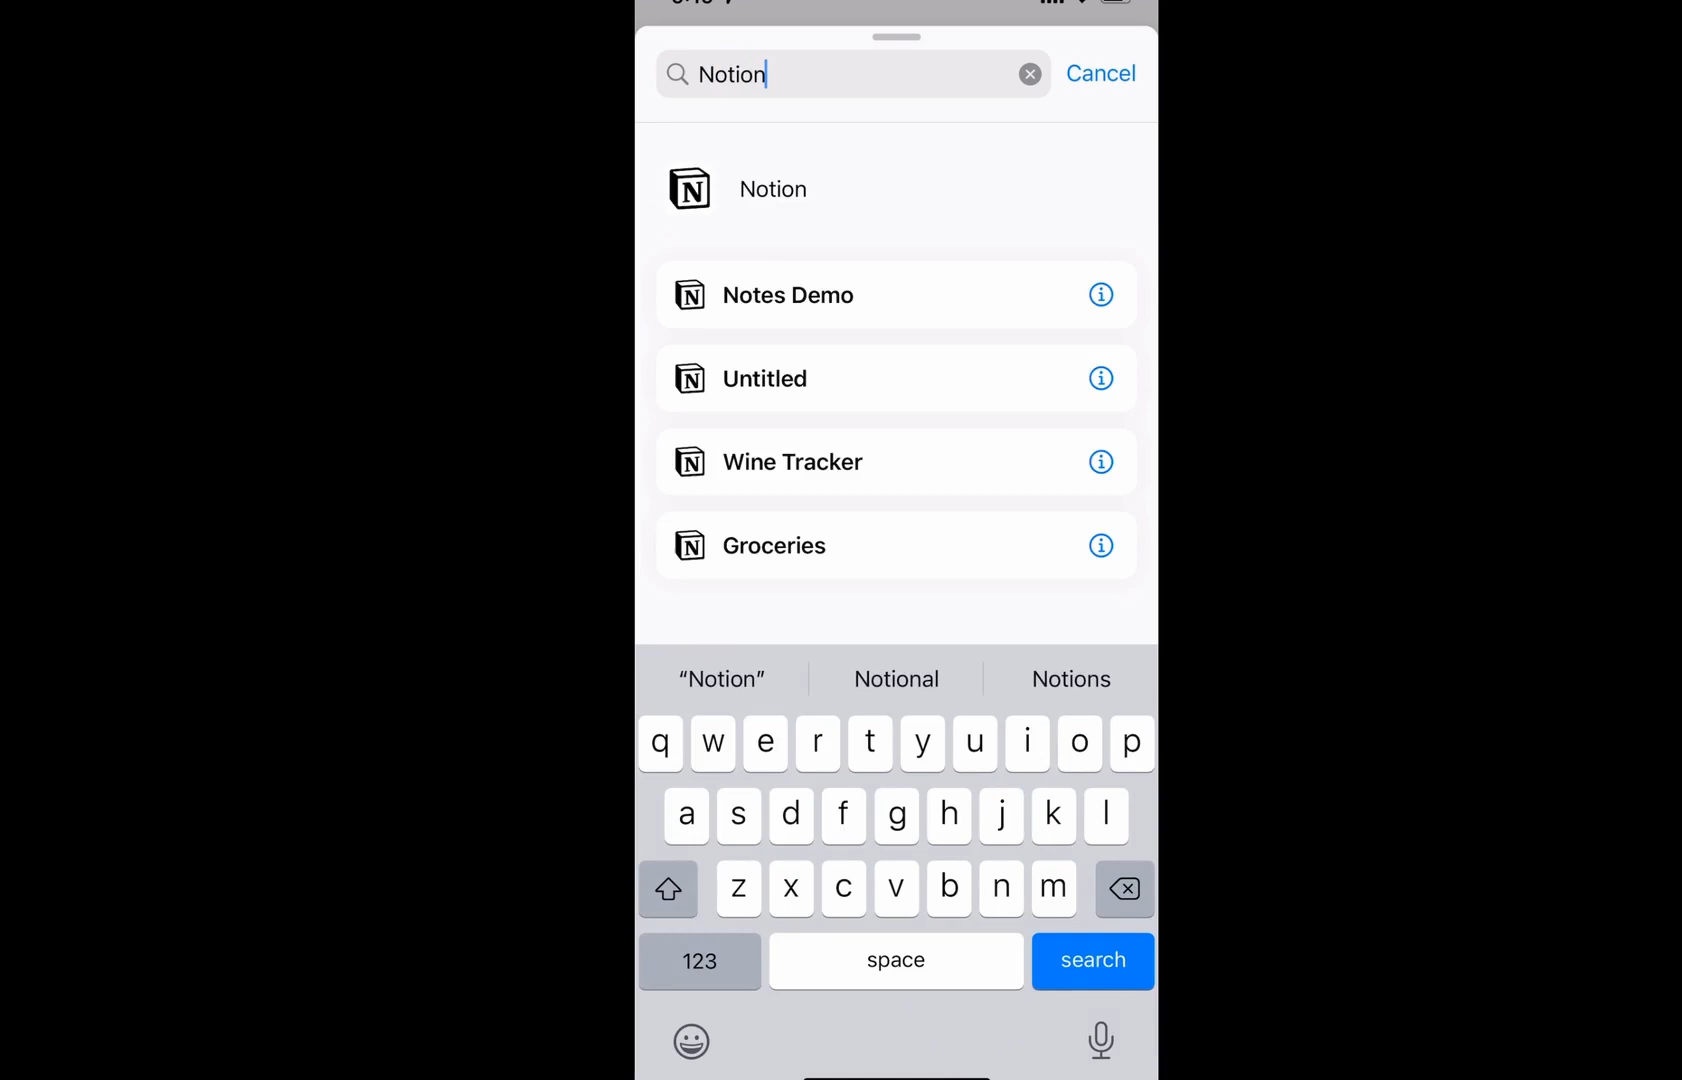 Notion
Cancel
N Notion
N Notes Demo
N Untitled
N Wine Tracker
N Groceries
“Notion” Notional Notions
q w e r t y u i o p
a s d f g h j k l
z x c v b n m
123 space search